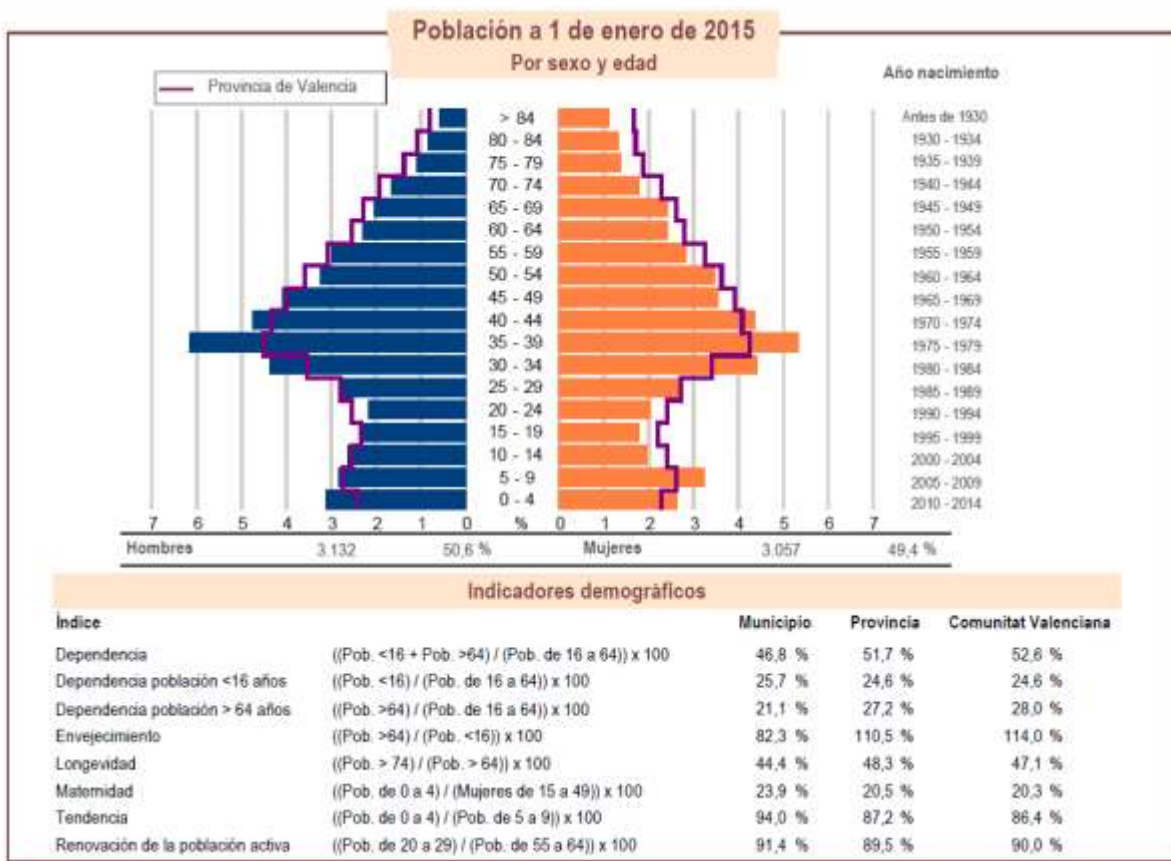 Población a 1 de enero de 2015
Por sexo y edad
Provincia de Valencia
Año nacimiento
> 84 Antes de 1930
80 - 84 1930 - 1934
75 - 79 1935 - 1939
70 - 74 1940 - 1944
65 - 69 1945 - 1949
60 - 64 1950 - 1954
55 - 59 1955 - 1959
50 - 54 1960 - 1964
45 - 49 1965 - 1969
40 - 44 1970 - 1974
35 - 39 1975 - 1979
30 - 34 1980 - 1984
25 - 29 1985 - 1989
20 - 24 1990 - 1994
15 - 19 1995 - 1999
10 - 14 2000 - 2004
5 - 9 2005 - 2009
0 - 4 2010 - 2014
7 6 5 4 3 2 1 0 % 0 1 2 3 4 5 6 7
Hombres 3.132 50,6 % Mujeres 3.057 49,4 %
Indicadores demográficos
Índice Municipio Provincia Comunitat Valenciana
Dependencia ((Pob. <16 + Pob. >64) / (Pob. de 16 a 64)) x 100 46,8 % 51,7 % 52,6 %
Dependencia población <16 años ((Pob. <16) / (Pob. de 16 a 64)) x 100 25,7 % 24,6 % 24,6 %
Dependencia población > 64 años ((Pob. >64) / (Pob. de 16 a 64)) x 100 21,1 % 27,2 % 28,0 %
Envejecimiento ((Pob. >64) / (Pob. <16)) x 100 82,3 % 110,5 % 114,0 %
Longevidad ((Pob. > 74) / (Pob. > 64)) x 100 44,4 % 48,3 % 47,1 %
Maternidad ((Pob. de 0 a 4) / (Mujeres de 15 a 49)) x 100 23,9 % 20,5 % 20,3 %
Tendencia ((Pob. de 0 a 4) / (Pob. de 5 a 9)) x 100 94,0 % 87,2 % 86,4 %
Renovación de la población activa ((Pob. de 20 a 29) / (Pob. de 55 a 64)) x 100 91,4 % 89,5 % 90,0 %